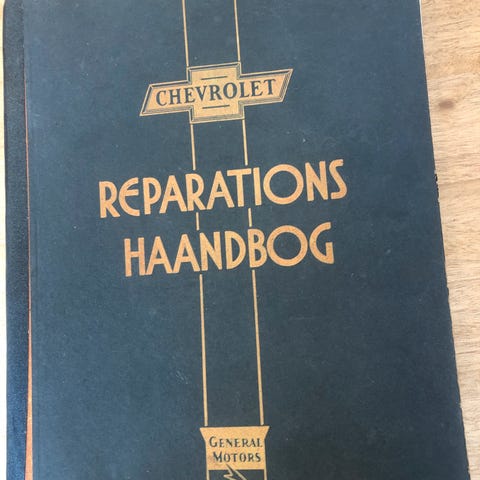 CHEVROLET
REPARATIONS
HAANDBOG
GENERAL
MOTORS